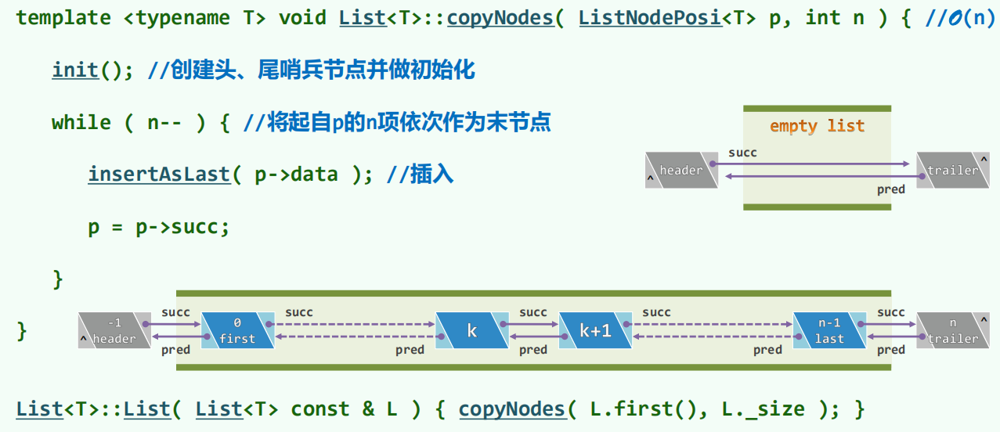 template <typename T> void List<T>::copyNodes( ListNodePosi<T> p, int n ) { //O(n)
init(); //创建头、尾哨兵节点并做初始化
while ( n-- ) { //将起自p的n项依次作为末节点
empty list
succ
header
^
trailer
^
pred
insertAsLast( p->data ); //插入
p = p->succ;
}
succ
succ
succ
succ
succ
-1
header
^
0
first
k
k+1
n-1
last
n
trailer
^
pred
pred
pred
pred
pred
}
List<T>::List( List<T> const & L ) { copyNodes( L.first(), L._size ); }